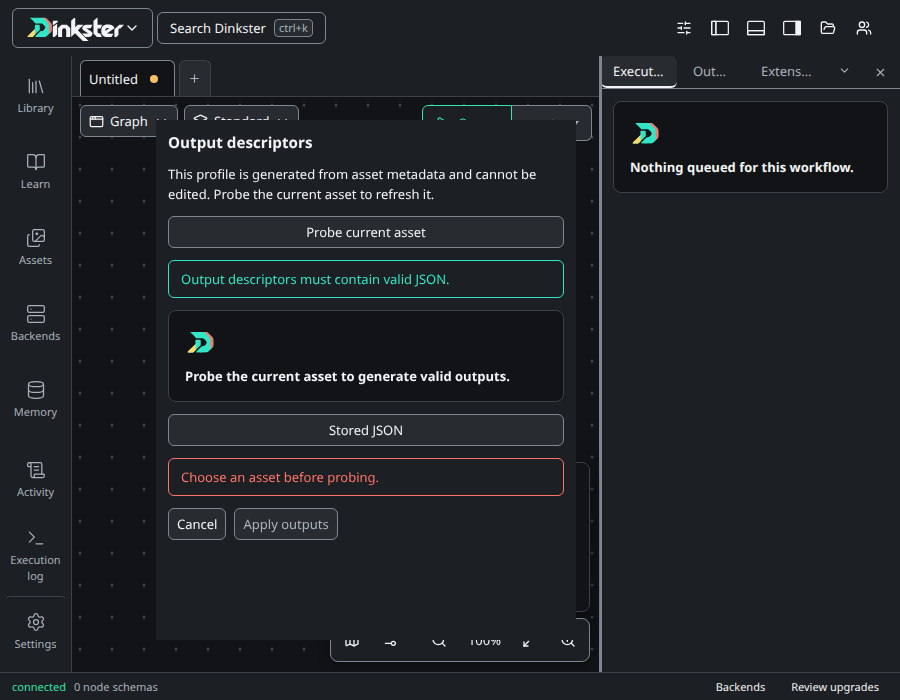 Dinkster
Search Dinkster ctrl+k
Untitled
+
Execut...
Out...
Extens...
Library
Learn
Assets
Backends
Memory
Activity
Execution
log
Settings
Graph
Standard
Output descriptors
This profile is generated from asset metadata and cannot be
edited. Probe the current asset to refresh it.
Probe current asset
Output descriptors must contain valid JSON.
Probe the current asset to generate valid outputs.
Stored JSON
Choose an asset before probing.
Cancel
Apply outputs
Nothing queued for this workflow.
100%
connected
0 node schemas
Backends
Review upgrades